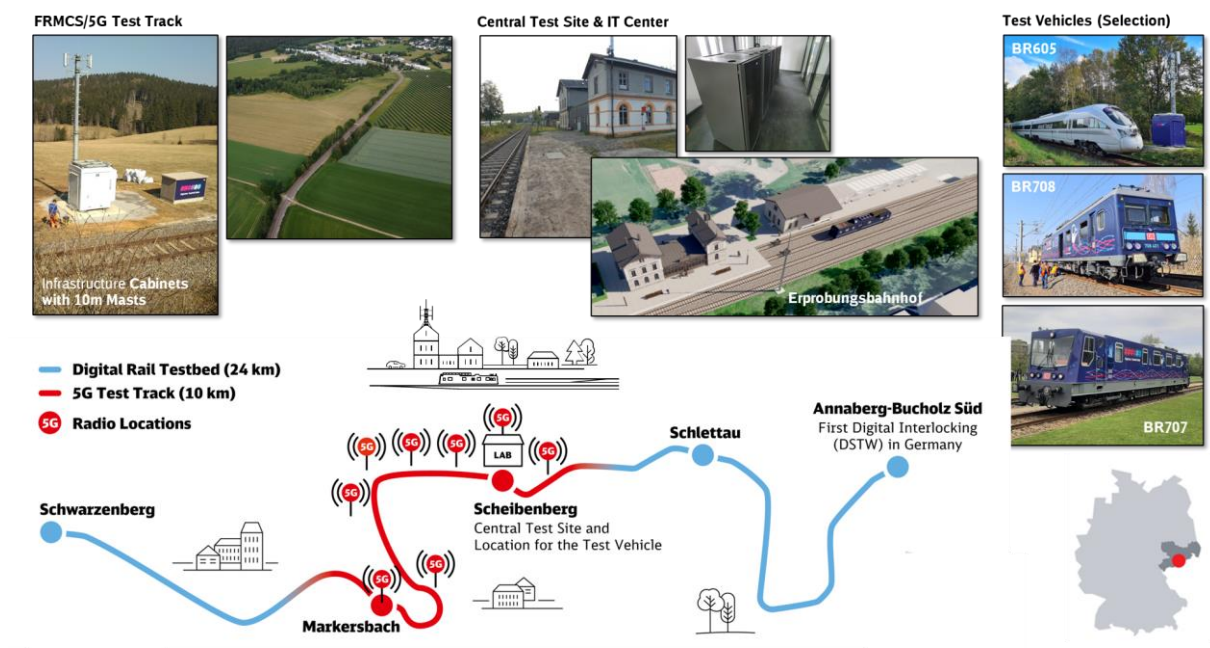 FRMCS/5G Test Track
Central Test Site & IT Center
Test Vehicles (Selection)
Infrastructure Cabinets
with 10m Masts
Erprobungsbahnhof
BR605
BR708
BR707
Digital Rail Testbed (24 km)
5G Test Track (10 km)
5G Radio Locations
5G
5G
5G
5G
5G
5G
5G
5G
LAB
Schwarzenberg
Markersbach
Scheibenberg
Central Test Site and
Location for the Test Vehicle
Schlettau
Annaberg-Bucholz Süd
First Digital Interlocking
(DSTW) in Germany